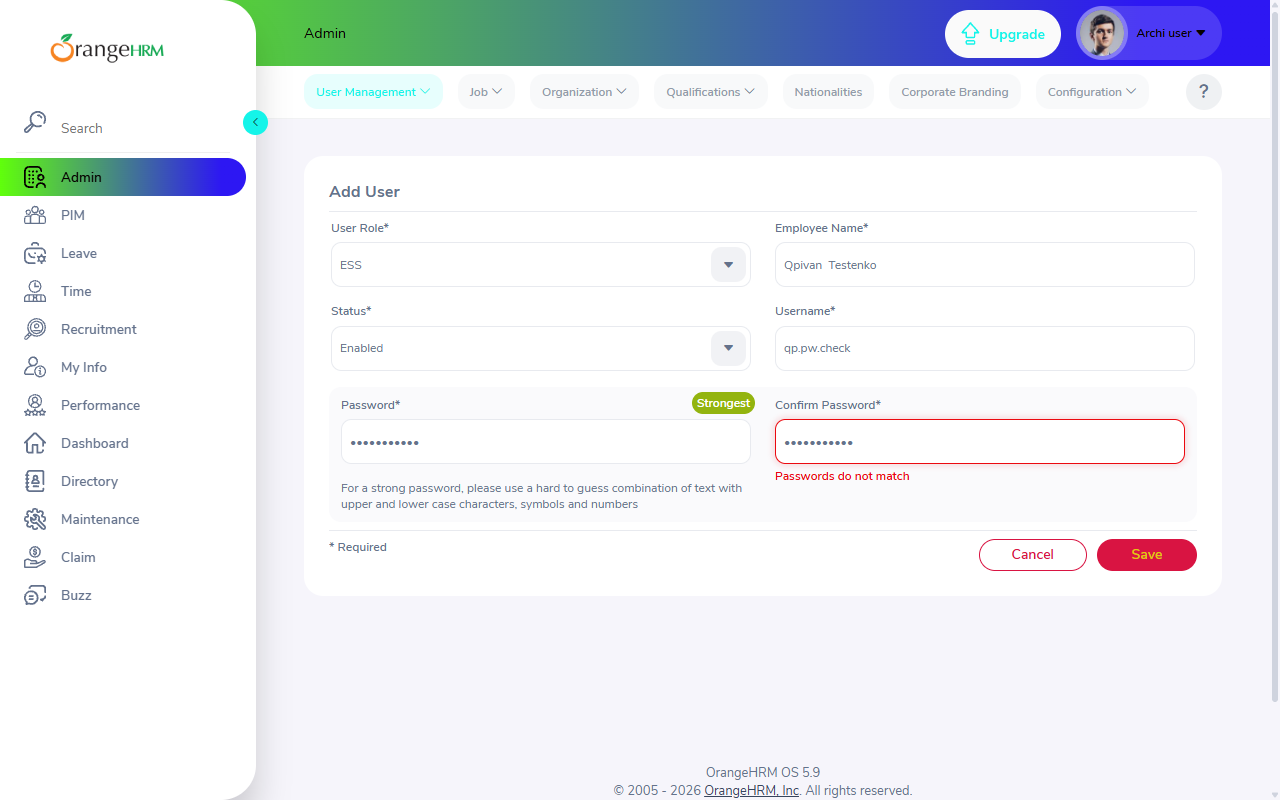 OrangeHRM
Admin
Upgrade
Archi user
User Management
Job
Organization
Qualifications
Nationalities
Corporate Branding
Configuration
?
Search
Admin
PIM
Leave
Time
Recruitment
My Info
Performance
Dashboard
Directory
Maintenance
Claim
Buzz
Add User
User Role*
Employee Name*
ESS
Qpivan  Testenko
Status*
Username*
Enabled
qp.pw.check
Password*
Strongest
Confirm Password*
•••••••••••
•••••••••••
Passwords do not match
For a strong password, please use a hard to guess combination of text with
upper and lower case characters, symbols and numbers
* Required
Cancel
Save
OrangeHRM OS 5.9
© 2005 - 2026 OrangeHRM, Inc. All rights reserved.